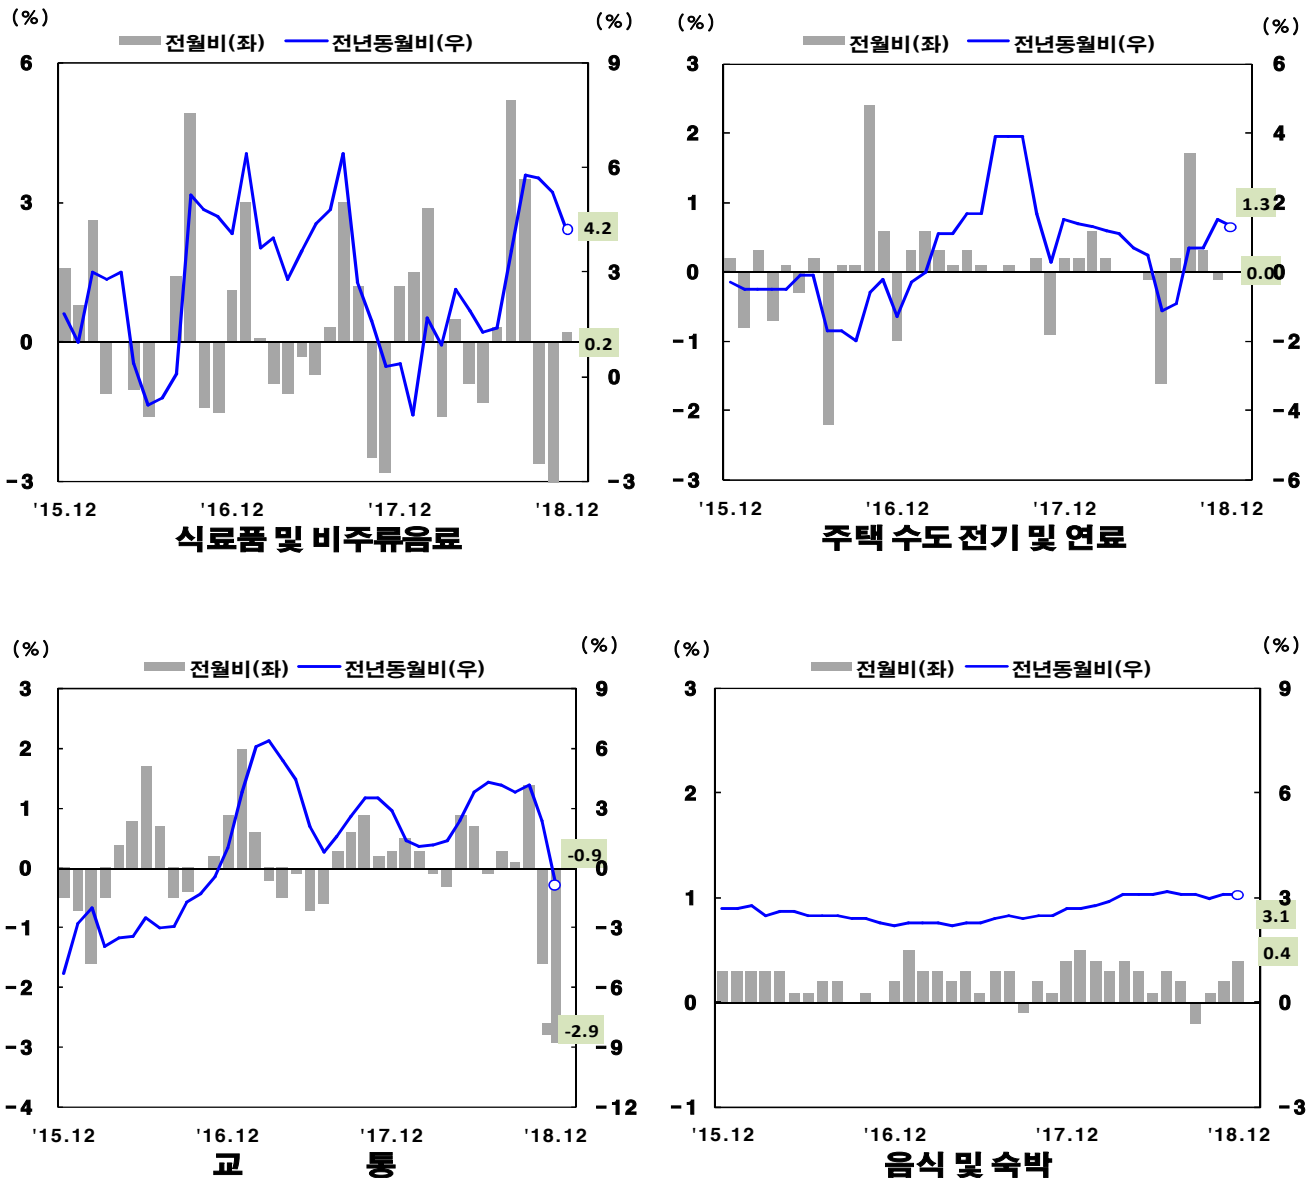 (%) (%)
전월비(좌) 전년동월비(우)
6 9
6
3
4.2
3
0 0.2
0
-3 -3
'15.12 '16.12 '17.12 '18.12
식료품 및 비주류음료
(%) (%)
전월비(좌) 전년동월비(우)
3 6
2 4
1 1.3 2
0 0.0 0
-1 -2
-2 -4
-3 -6
'15.12 '16.12 '17.12 '18.12
주택 수도 전기 및 연료
(%) (%)
전월비(좌) 전년동월비(우)
3 9
2 6
1 3
-0.9
0 0
-1 -3
-2 -6
-2.9
-3 -9
-4 -12
'15.12 '16.12 '17.12 '18.12
교 통
(%) (%)
전월비(좌) 전년동월비(우)
3 9
2 6
1 3
3.1
0.4
0 0
-1 -3
'15.12 '16.12 '17.12 '18.12
음식 및 숙박